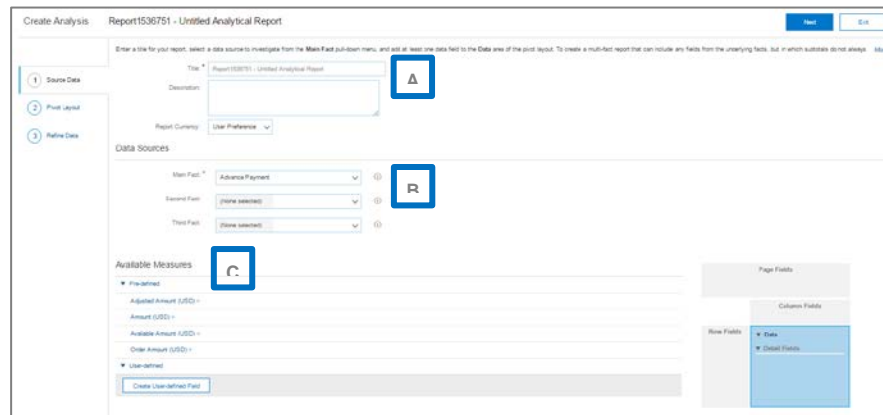 Create Analysis
Report1536751 - Untitled Analytical Report
Next
Exit
Enter a title for your report, select a data source to investigate from the Main Fact pull-down menu, and add at least one data field to the Data area of the pivot layout. To create a multi-fact report that can include any fields from the underlying facts, but in which subtotals do not always
Title: *
Report1536751 - Untitled Analytical Report
A
1 Source Data
Description:
2 Pivot Layout
Report Currency:
User Preference
3 Refine Data
Data Sources
Main Fact: *
Advance Payment
B
Second Fact:
(None selected)
Third Fact:
(None selected)
Available Measures
C
Page Fields
Pre-defined
Adjusted Amount (USD)
Column Fields
Amount (USD)
Available Amount (USD)
Row Fields
Data
Order Amount (USD)
Detail Fields
User-defined
Create User-defined Field